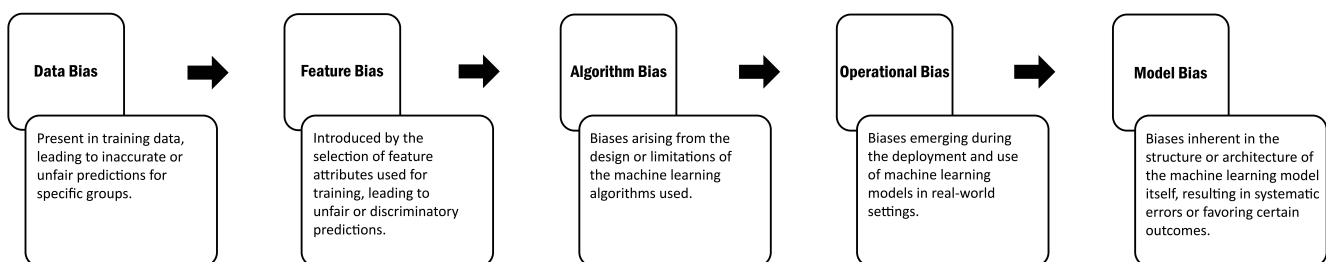 Data Bias
Present in training data,
leading to inaccurate or
unfair predictions for
specific groups.
Feature Bias
Introduced by the
selection of feature
attributes used for
training, leading to
unfair or discriminatory
predictions.
Algorithm Bias
Biases arising from the
design or limitations of
the machine learning
algorithms used.
Operational Bias
Biases emerging during
the deployment and use
of machine learning
models in real-world
settings.
Model Bias
Biases inherent in the
structure or architecture of
the machine learning model
itself, resulting in systematic
errors or favoring certain
outcomes.